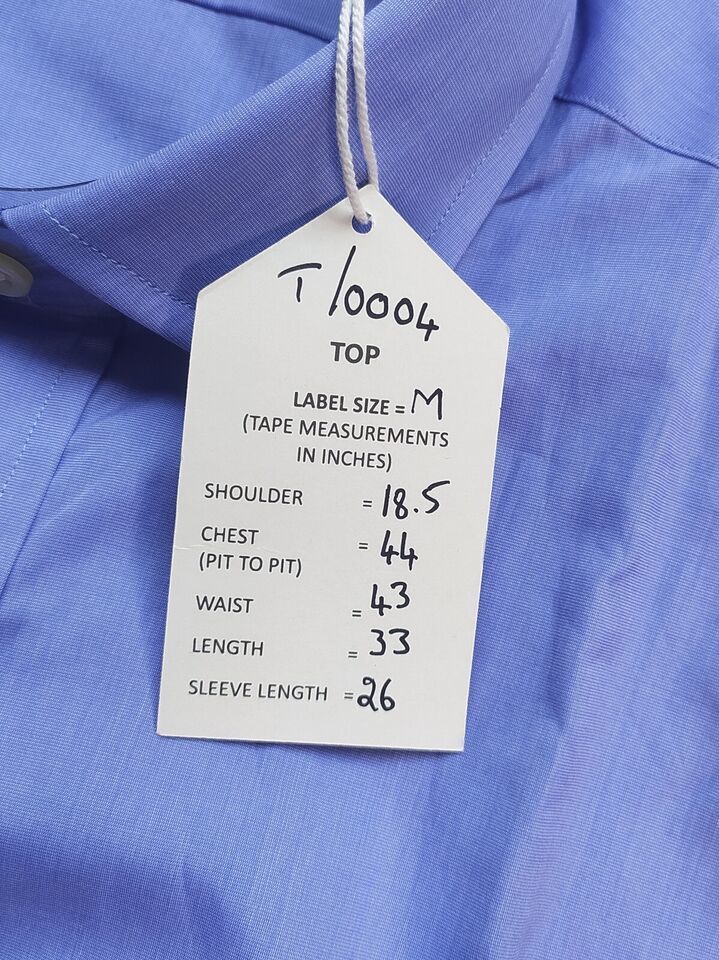 T/0004
TOP
LABEL SIZE = M
(TAPE MEASUREMENTS
IN INCHES)
SHOULDER = 18.5
CHEST
(PIT TO PIT) = 44
WAIST = 43
LENGTH = 33
SLEEVE LENGTH = 26